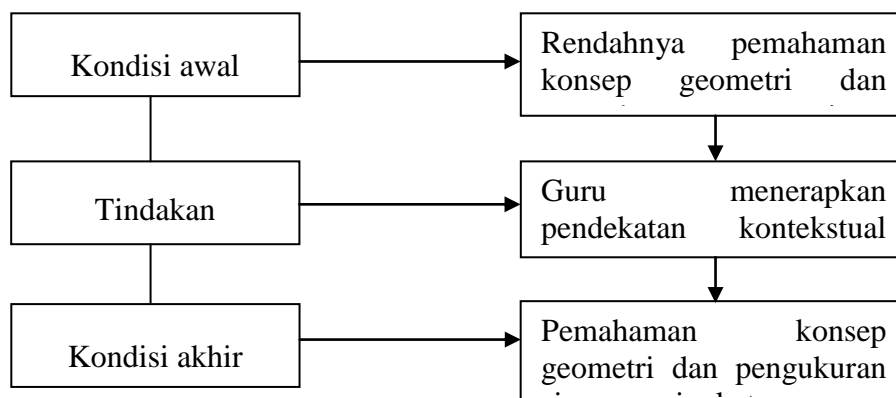 Kondisi awal
Rendahnya pemahaman
konsep geometri dan
Tindakan
Guru menerapkan
pendekatan kontekstual
Kondisi akhir
Pemahaman konsep
geometri dan pengukuran